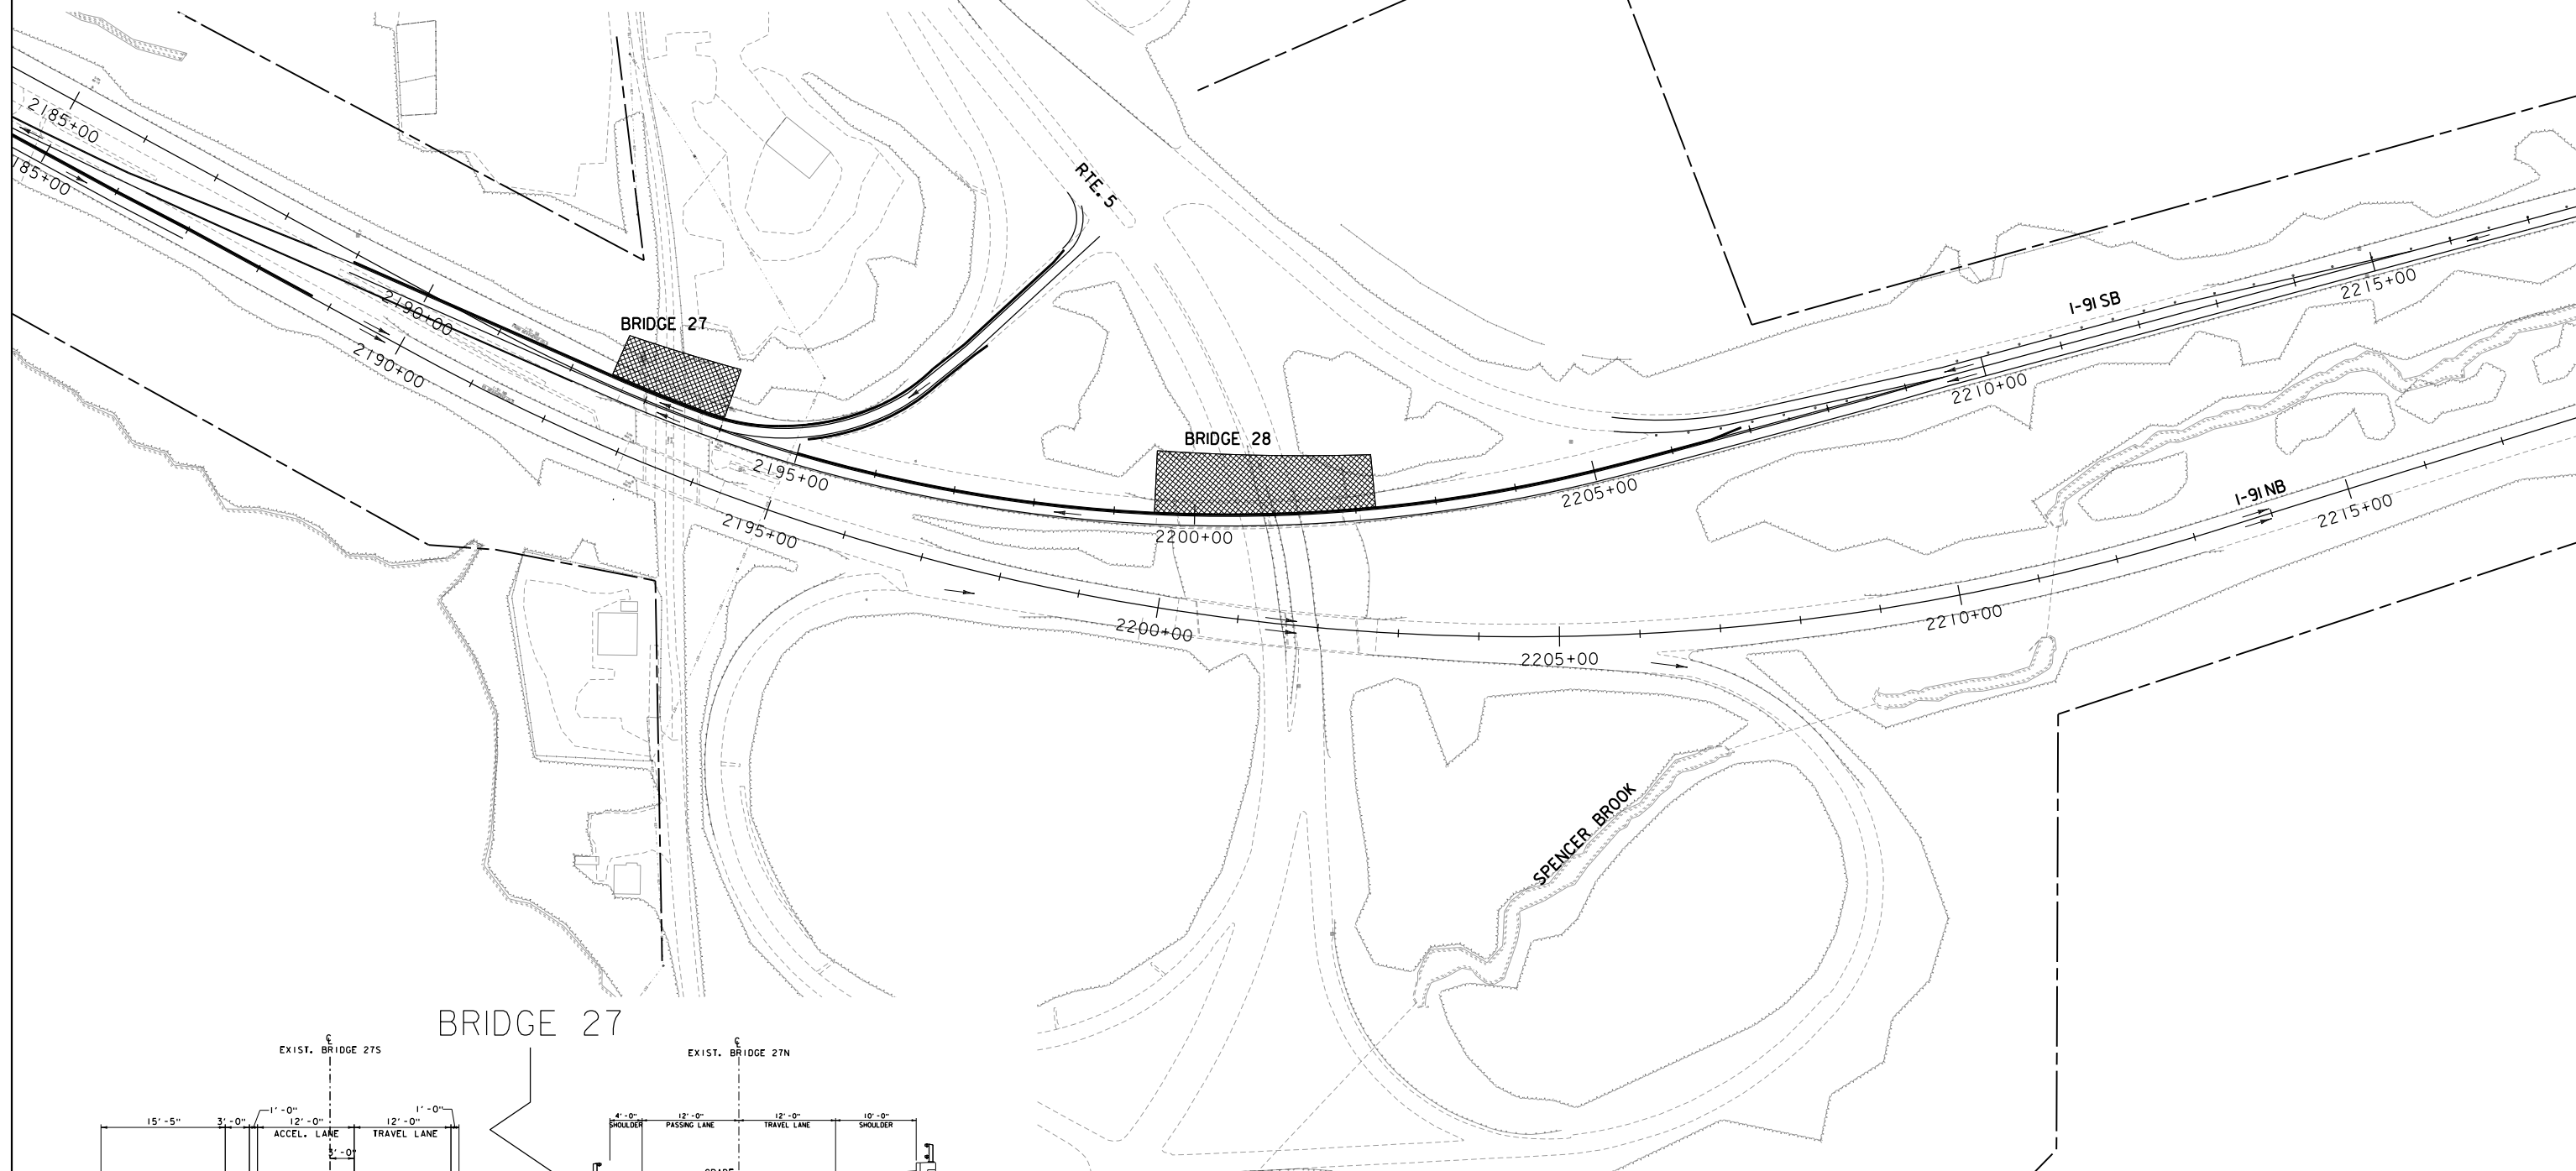 2185+00
185+00
RTE. 5
I-91 SB
2215+00
2190+00
BRIDGE 27
2190+00
2210+00
BRIDGE 28
2195+00
2205+00
I-91 NB
2215+00
2195+00
2200+00
2210+00
2200+00
2205+00
SPENCER BROOK
BRIDGE 27
℄
EXIST. BRIDGE 27S
℄
EXIST. BRIDGE 27N
15'-5" 3'-0" 1'-0" 12'-0" 12'-0" 1'-0"
ACCEL. LANE TRAVEL LANE
3'-0"
4'-0" 12'-0" 12'-0" 10'-0"
SHOULDER PASSING LANE TRAVEL LANE SHOULDER
GRADE